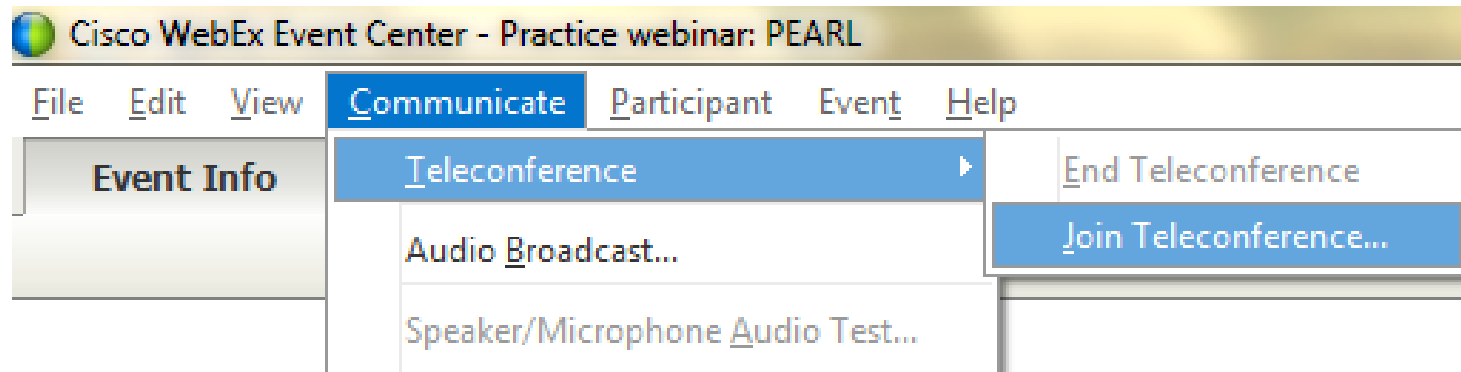 Cisco WebEx Event Center - Practice webinar: PEARL
File Edit View Communicate Participant Event Help
Event Info
Teleconference
End Teleconference
Join Teleconference...
Audio Broadcast...
Speaker/Microphone Audio Test...